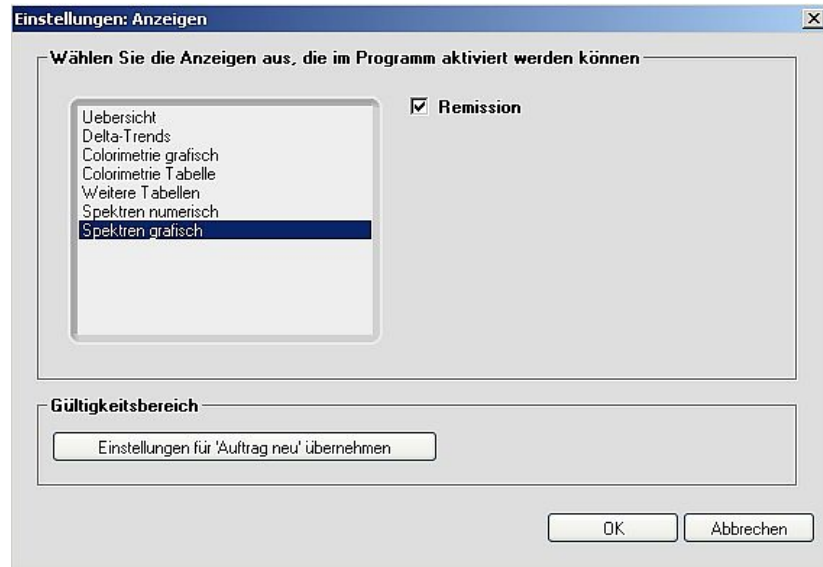 Einstellungen: Anzeigen
Wählen Sie die Anzeigen aus, die im Programm aktiviert werden können
Uebersicht
Delta-Trends
Colorimetrie grafisch
Colorimetrie Tabelle
Weitere Tabellen
Spektren numerisch
Spektren grafisch
Remission
Gültigkeitsbereich
Einstellungen für 'Auftrag neu' übernehmen
OK
Abbrechen